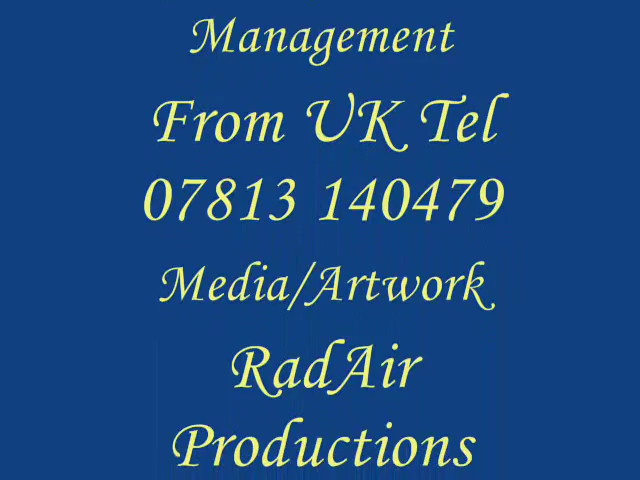 Management
From UK Tel
07813 140479
Media/Artwork
RadAir
Productions